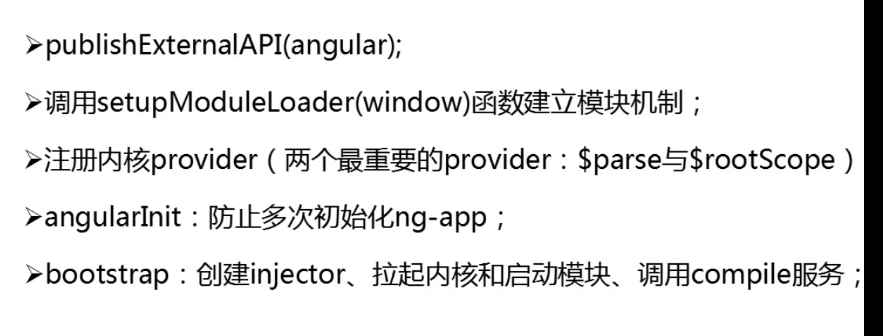 ➢publishExternalAPI(angular);
➢调用setupModuleLoader(window)函数建立模块机制；
➢注册内核provider（两个最重要的provider：$parse与$rootScope）
➢angularInit：防止多次初始化ng-app；
➢bootstrap：创建injector、拉起内核和启动模块、调用compile服务；